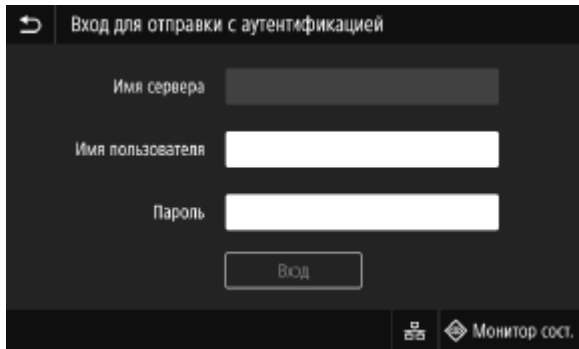 Вход для отправки с аутентификацией
Имя сервера
Имя пользователя
Пароль
Вход
Монитор сост.